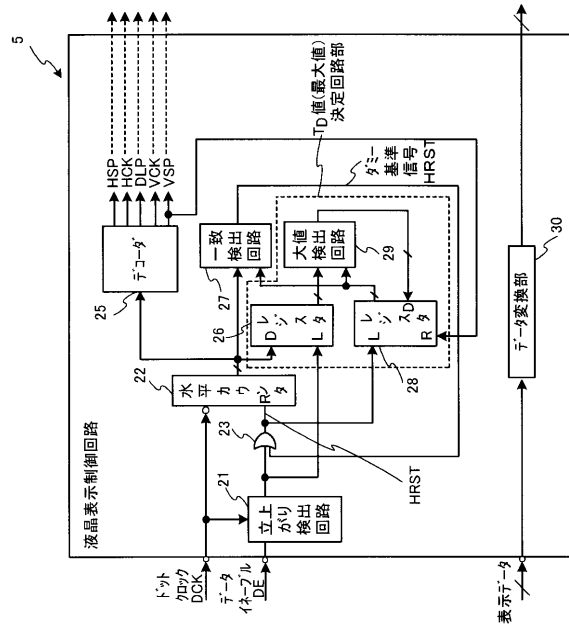 5
液晶表示制御回路
HSP
HCK
DLP
VCK
VSP
デコーダ
25
TD値(最大値)
決定回路部
ダミー
基準
信号
HRST
一致
検出
回路
27
大値
検出
回路
29
26
レジスタ
D
L
レジスタ
L
D
R
28
22
水平カウンタ
R
23
HRST
21
立上
がり
検出
回路
ドット
クロック
DCK
データ
イネーブル
DE
30
データ変換部
表示データ